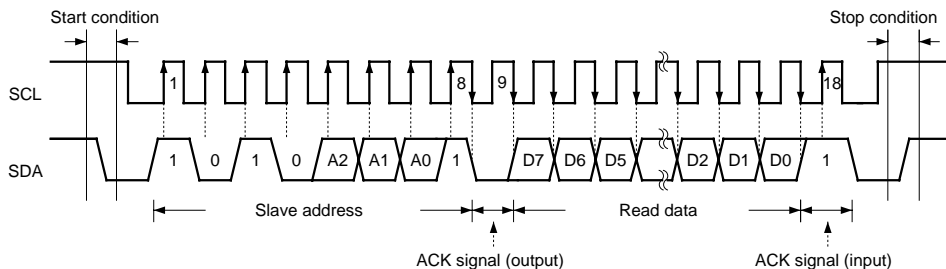 Start condition Stop condition
SCL 1 8 9 18
SDA 1 0 1 0 A2 A1 A0 1 D7 D6 D5 D2 D1 D0 1
Slave address Read data
ACK signal (output) ACK signal (input)